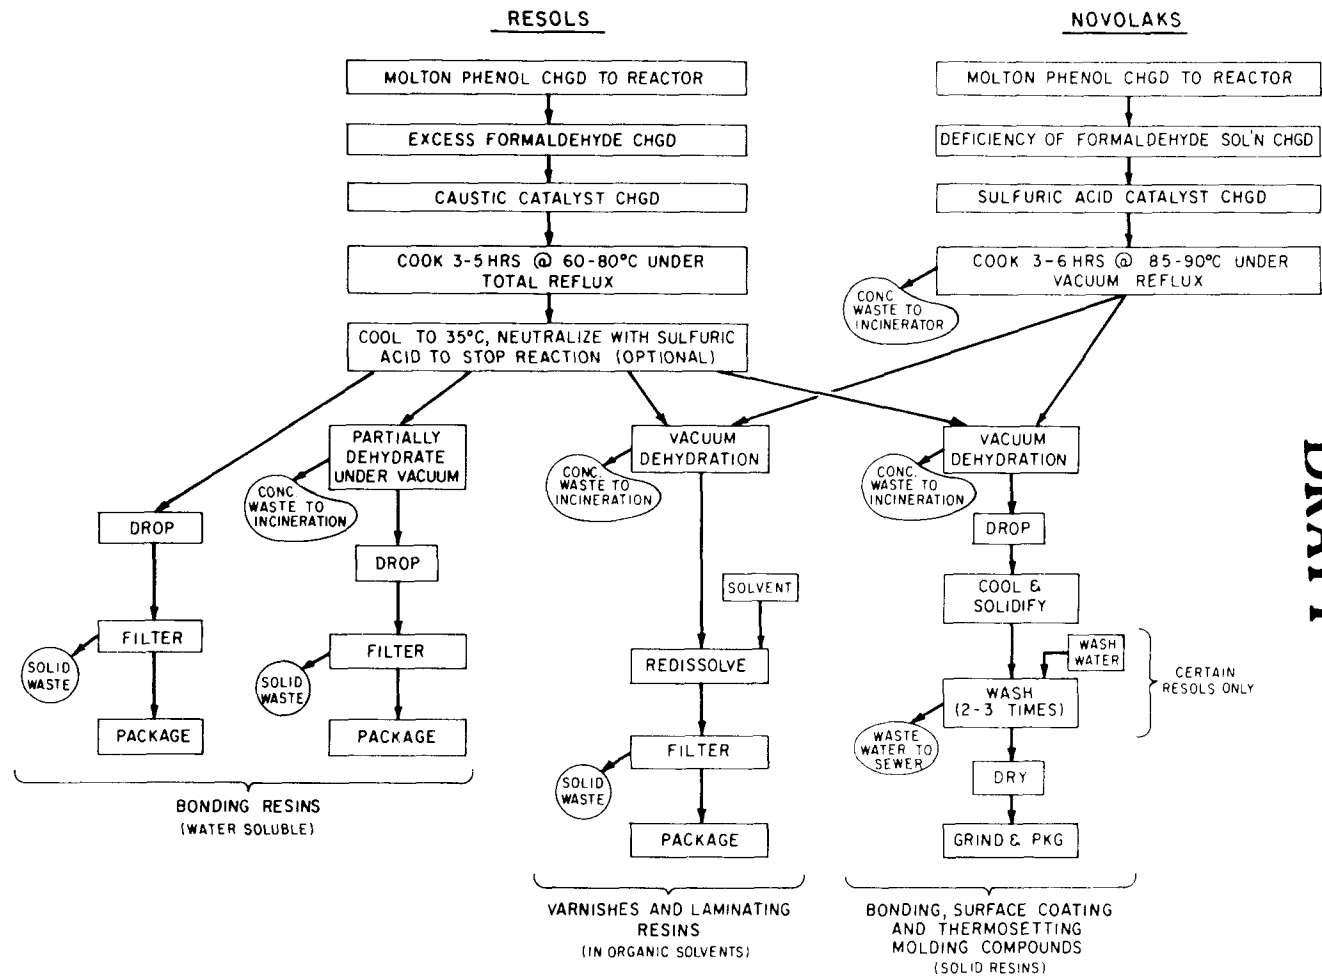 RESOLS
MOLTON PHENOL CHGD TO REACTOR
EXCESS FORMALDEHYDE CHGD
CAUSTIC CATALYST CHGD
COOK 3-5 HRS @ 60-80°C UNDER
TOTAL REFLUX
COOL TO 35°C, NEUTRALIZE WITH SULFURIC
ACID TO STOP REACTION (OPTIONAL)
NOVOLAKS
MOLTON PHENOL CHGD TO REACTOR
DEFICIENCY OF FORMALDEHYDE SOL'N CHGD
SULFURIC ACID CATALYST CHGD
COOK 3-6 HRS @ 85-90°C UNDER
VACUUM REFLUX
CONC.
WASTE TO
INCINERATOR
DROP
FILTER
SOLID
WASTE
PACKAGE
PARTIALLY
DEHYDRATE
UNDER VACUUM
CONC.
WASTE TO
INCINERATION
DROP
FILTER
SOLID
WASTE
PACKAGE
BONDING RESINS
(WATER SOLUBLE)
VACUUM
DEHYDRATION
CONC.
WASTE TO
INCINERATION
SOLVENT
REDISSOLVE
FILTER
SOLID
WASTE
PACKAGE
VARNISHES AND LAMINATING
RESINS
(IN ORGANIC SOLVENTS)
VACUUM
DEHYDRATION
CONC.
WASTE TO
INCINERATION
DROP
COOL &
SOLIDIFY
WASH
WATER
WASH
(2-3 TIMES)
CERTAIN
RESOLS ONLY
WASTE
WATER TO
SEWER
DRY
GRIND & PKG
BONDING, SURFACE COATING
AND THERMOSETTING
MOLDING COMPOUNDS
(SOLID RESINS)
DRAFT